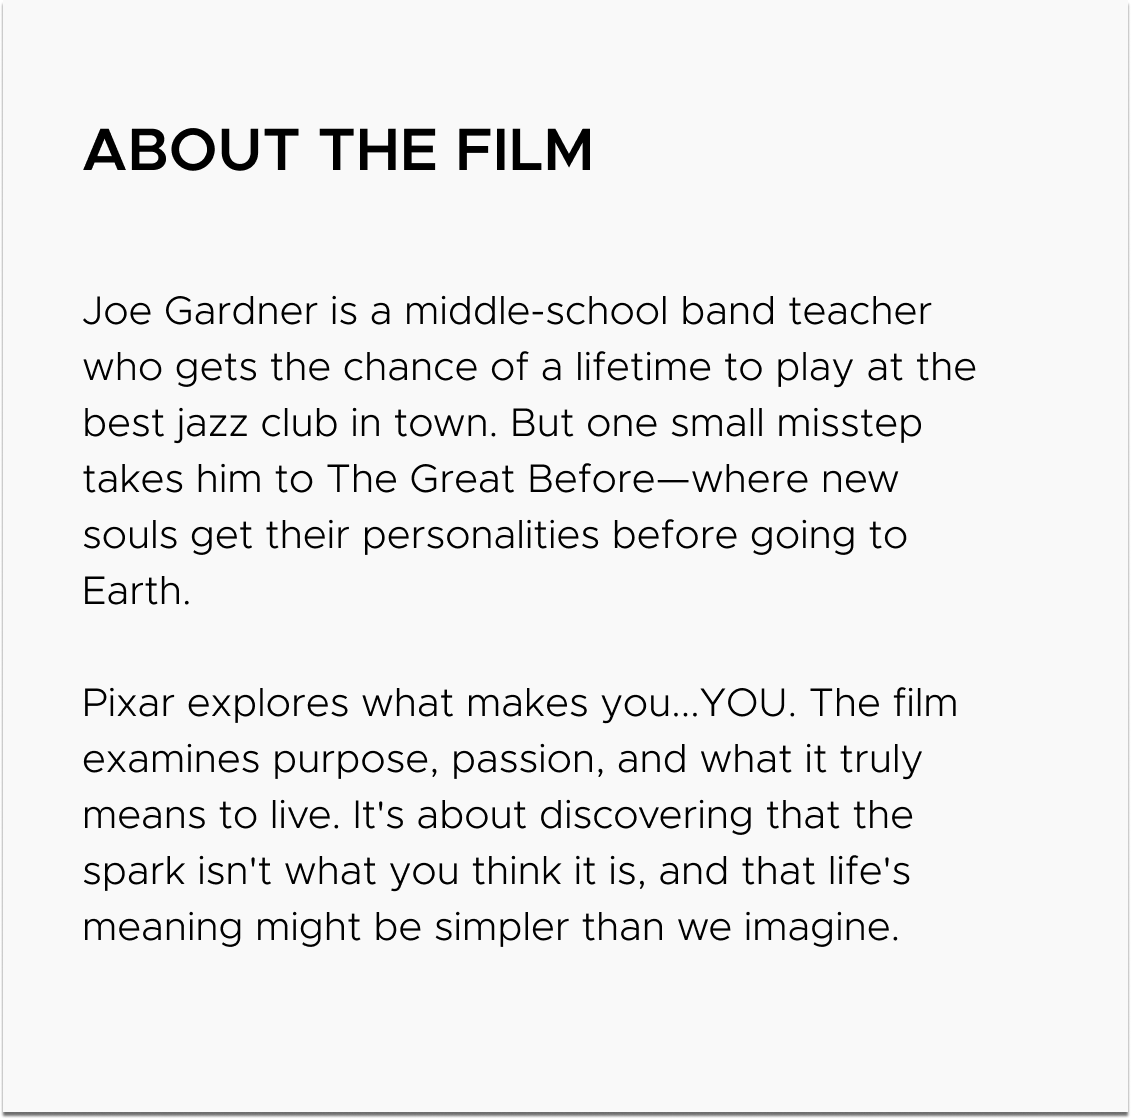 ABOUT THE FILM
Joe Gardner is a middle-school band teacher
who gets the chance of a lifetime to play at the
best jazz club in town. But one small misstep
takes him to The Great Before—where new
souls get their personalities before going to
Earth.
Pixar explores what makes you...YOU. The film
examines purpose, passion, and what it truly
means to live. It's about discovering that the
spark isn't what you think it is, and that life's
meaning might be simpler than we imagine.